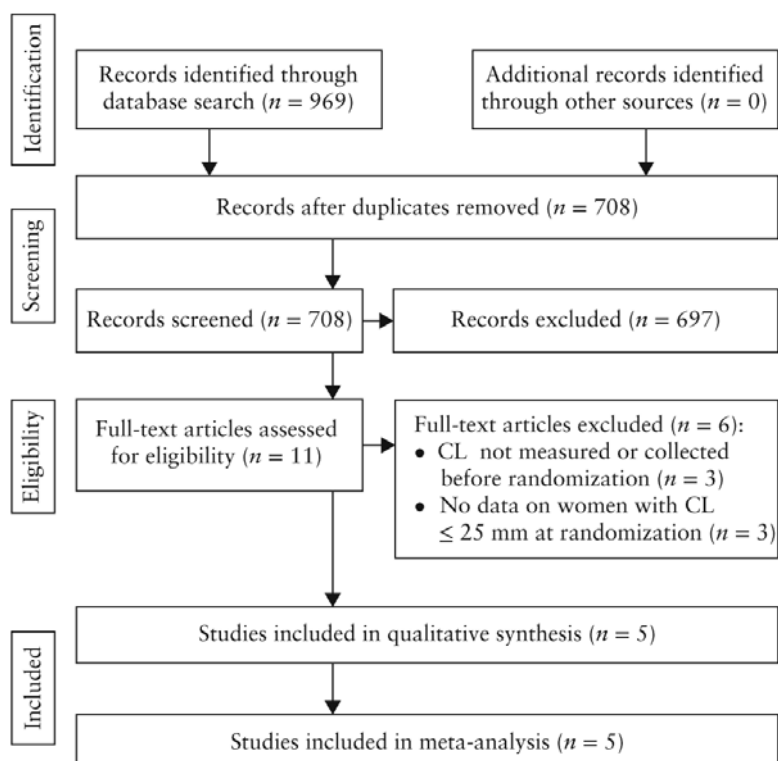 Identification
Records identified through
database search (n = 969)
Additional records identified
through other sources (n = 0)
Records after duplicates removed (n = 708)
Screening
Records screened (n = 708)
Records excluded (n = 697)
Eligibility
Full-text articles assessed
for eligibility (n = 11)
Full-text articles excluded (n = 6):
• CL not measured or collected
before randomization (n = 3)
• No data on women with CL
≤ 25 mm at randomization (n = 3)
Included
Studies included in qualitative synthesis (n = 5)
Studies included in meta-analysis (n = 5)